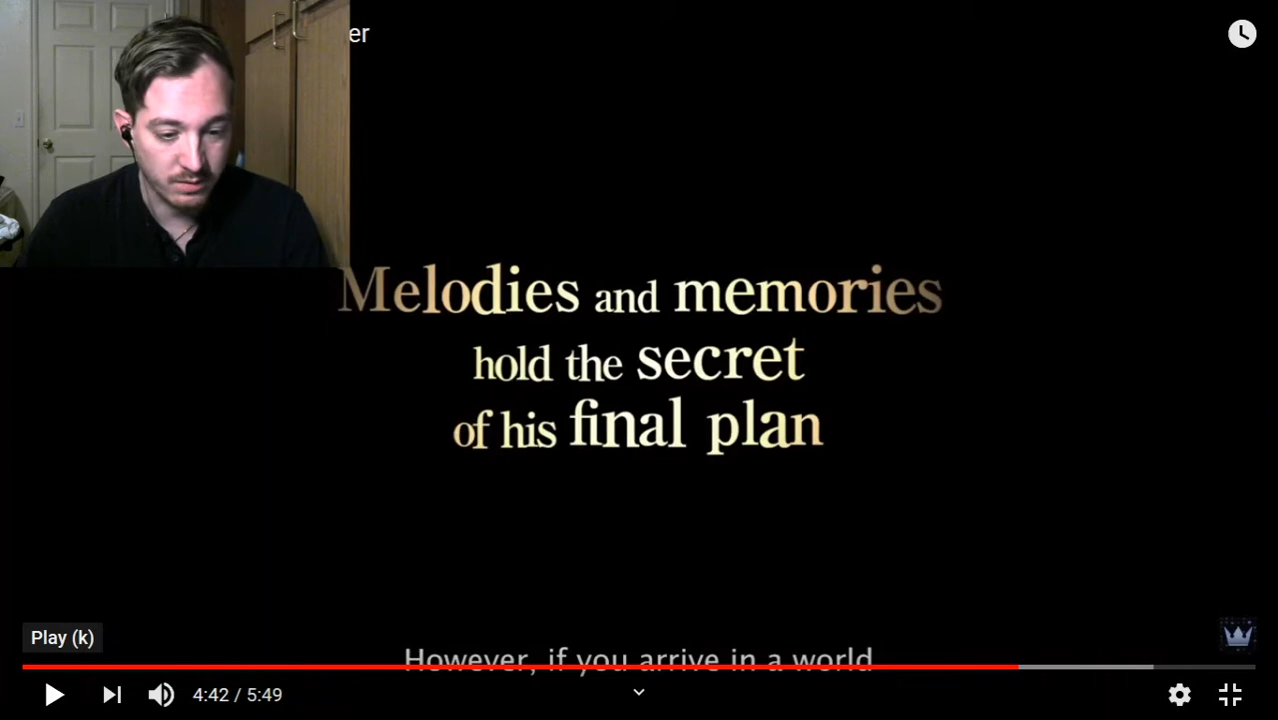 er
Melodies and memories
hold the secret
of his final plan
Play (k)
However, if you arrive in a world
4:42 / 5:49